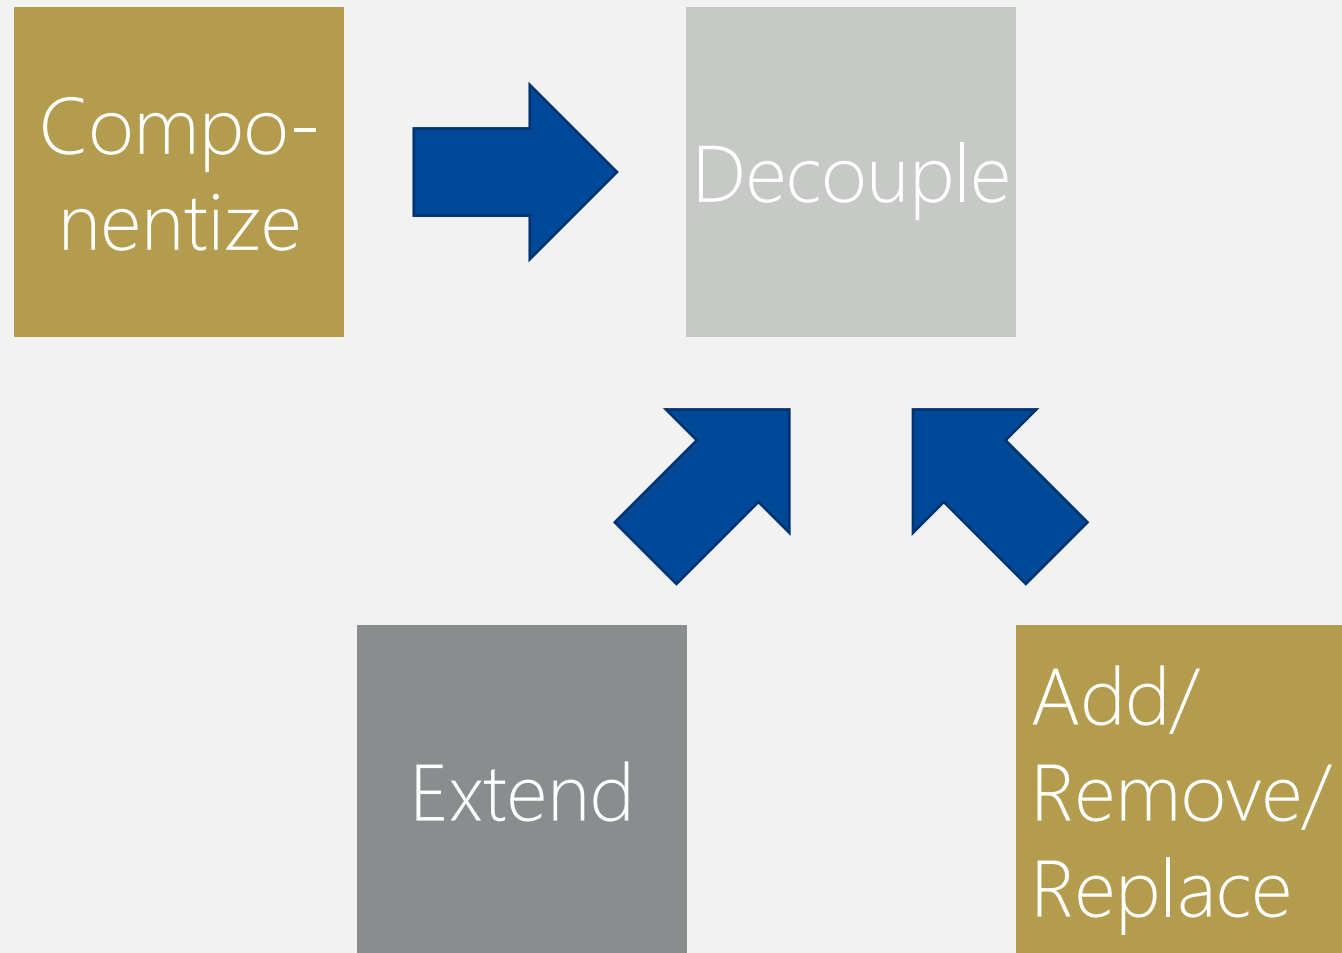 Compo-
nentize
Decouple
Extend
Add/
Remove/
Replace